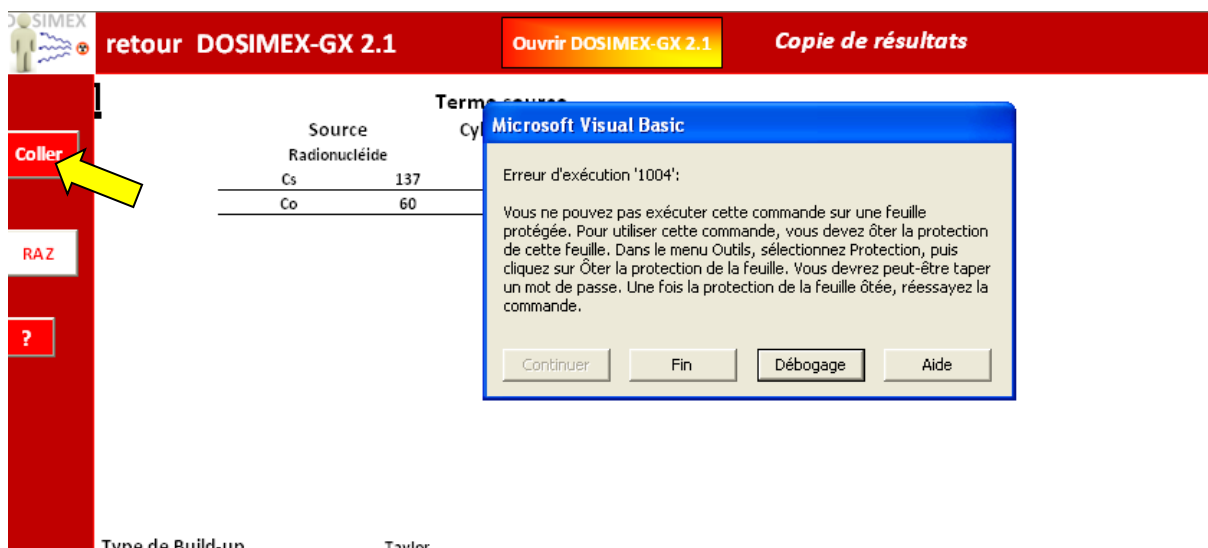 DOSIMEX
retour DOSIMEX-GX 2.1
Ouvrir DOSIMEX-GX 2.1
Copie de résultats
Terme source
Source
Radionucléide
Cs 137
Co 60
Coller
RAZ
?
Microsoft Visual Basic
Erreur d'exécution '1004':
Vous ne pouvez pas exécuter cette commande sur une feuille
protégée. Pour utiliser cette commande, vous devez ôter la protection
de cette feuille. Dans le menu Outils, sélectionnez Protection, puis
cliquez sur Ôter la protection de la feuille. Vous devrez peut-être taper
un mot de passe. Une fois la protection de la feuille ôtée, réessayez la
commande.
Continuer
Fin
Débogage
Aide
Type de Build-up Taylor